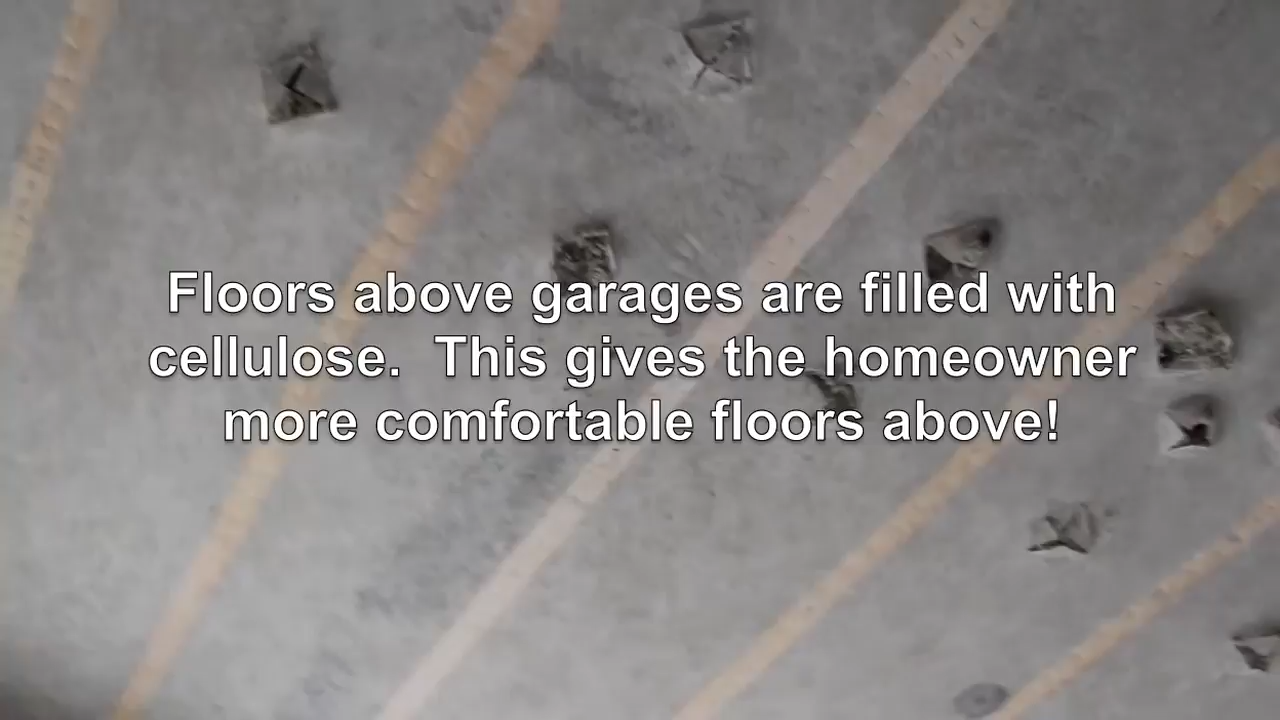 Floors above garages are filled with
cellulose.  This gives the homeowner
more comfortable floors above!